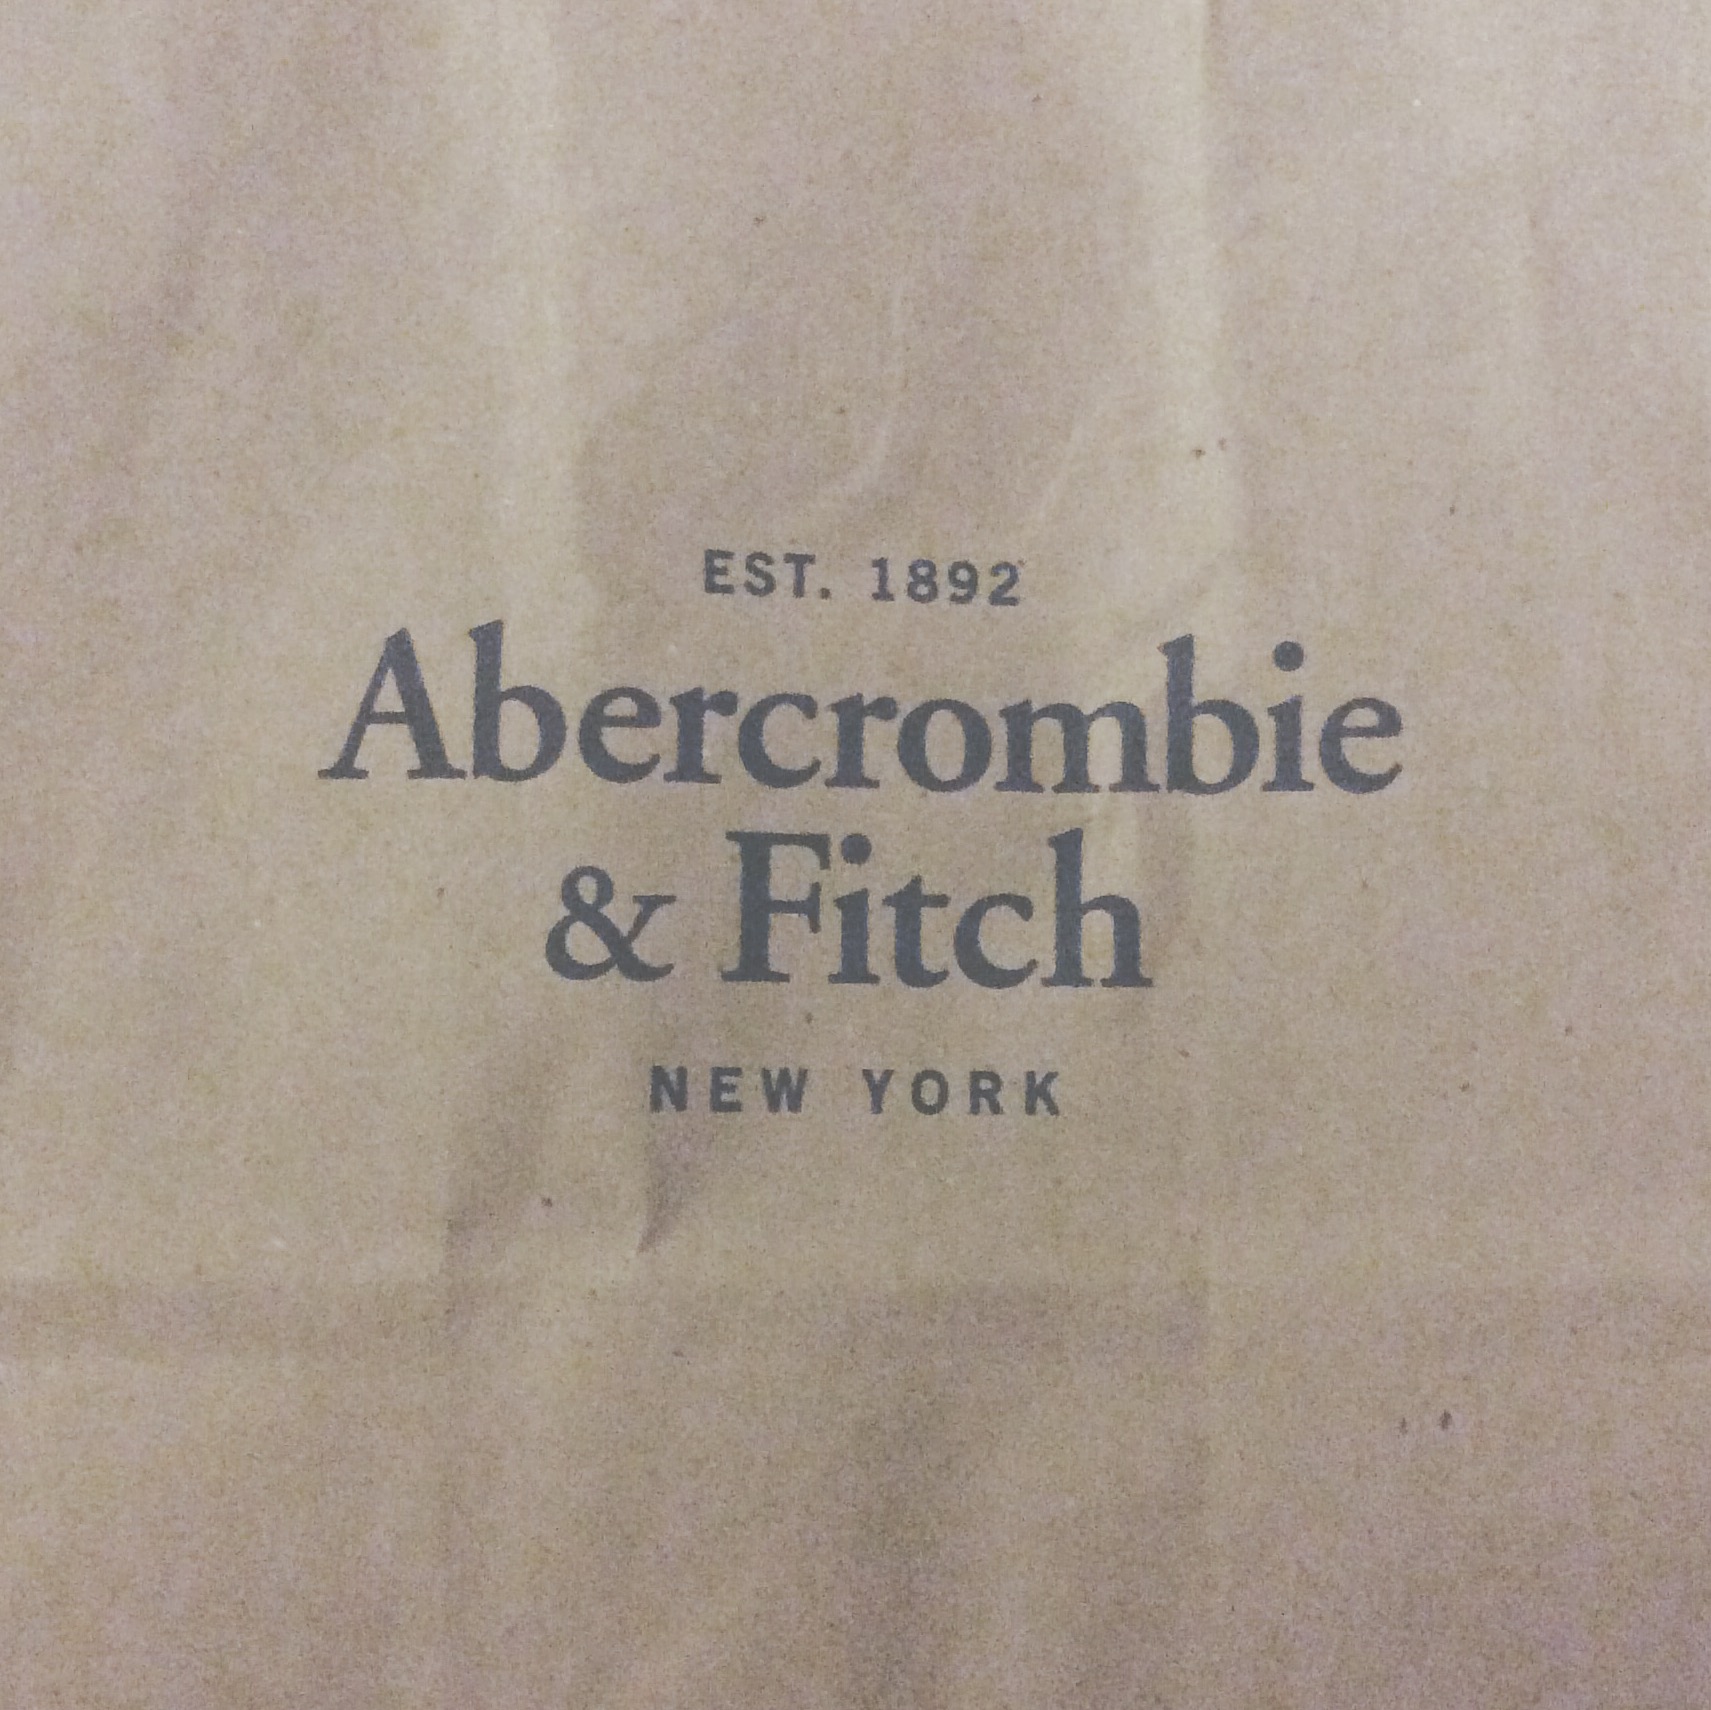 EST. 1892
Abercrombie
& Fitch
NEW YORK